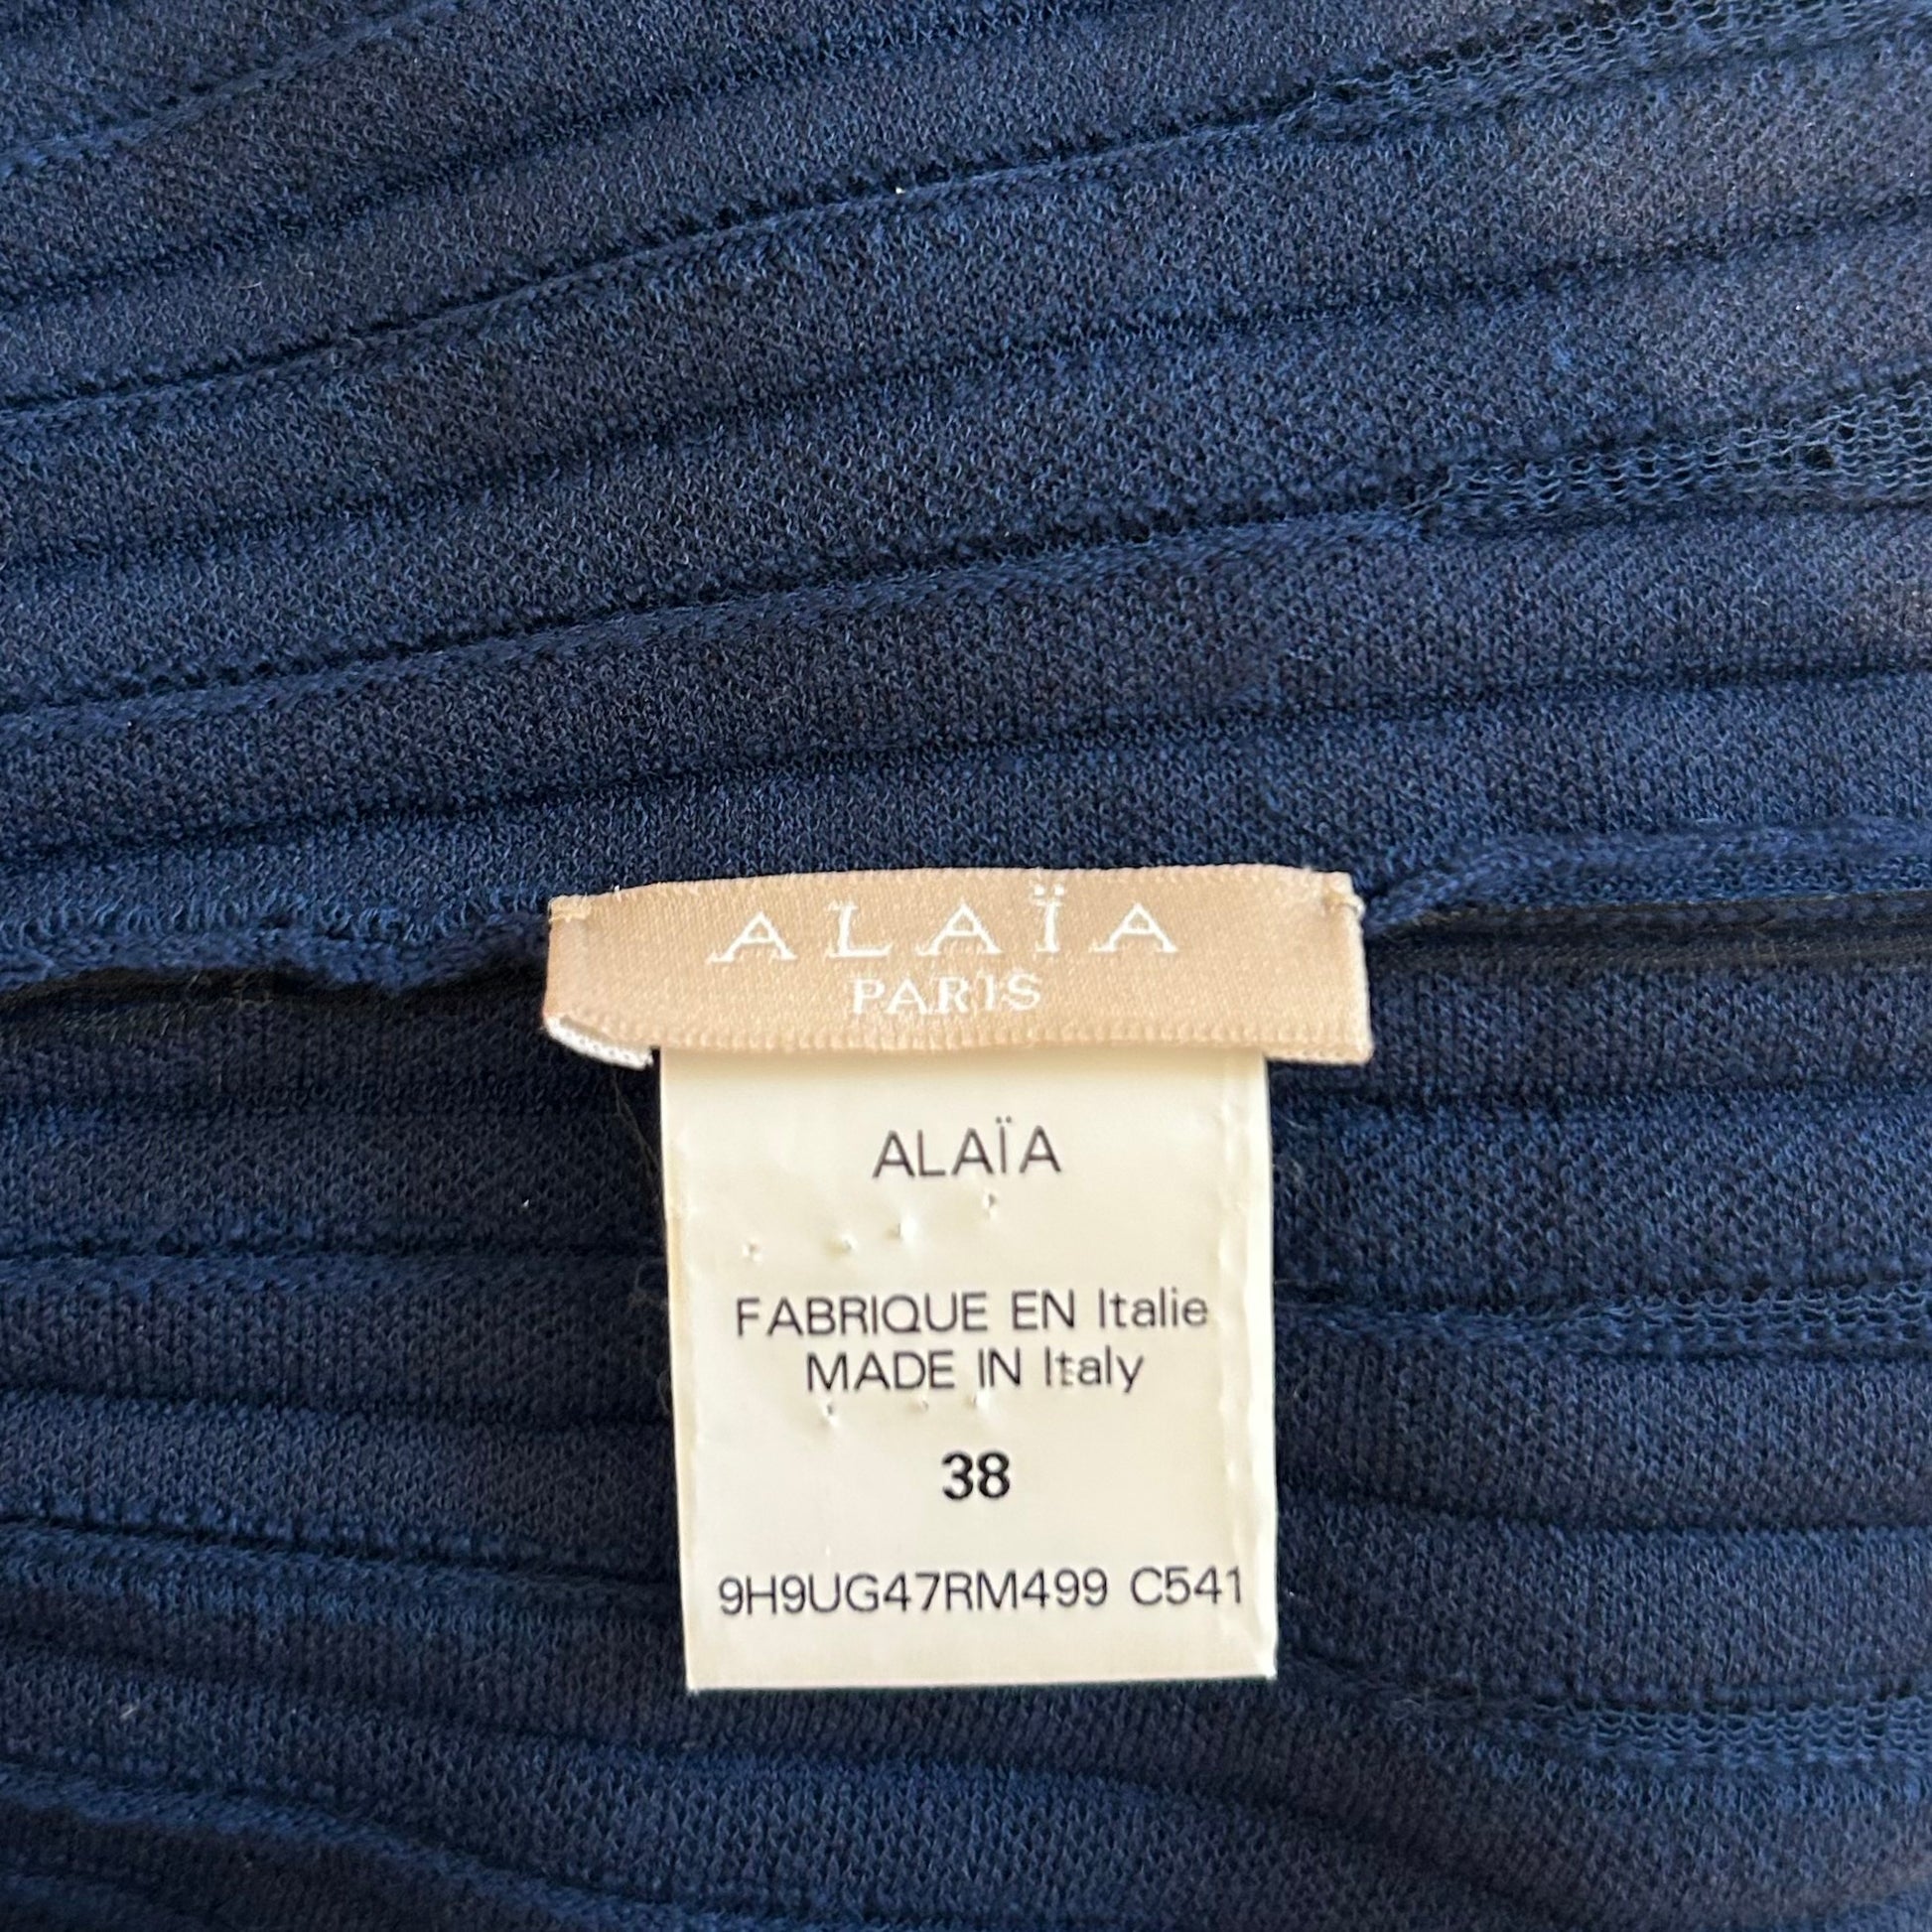 ALAÏA
PARIS
ALAÏA
FABRIQUE EN Italie
MADE IN Italy
38
9H9UG47RM499 C541